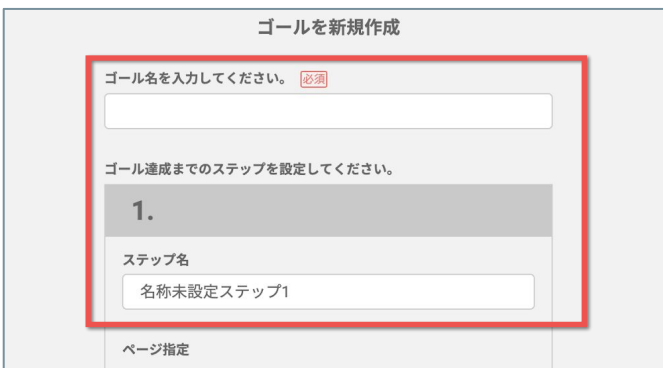 ゴールを新規作成
ゴール名を入力してください。 必須
ゴール達成までのステップを設定してください。
1.
ステップ名
名称未設定ステップ1
ページ指定